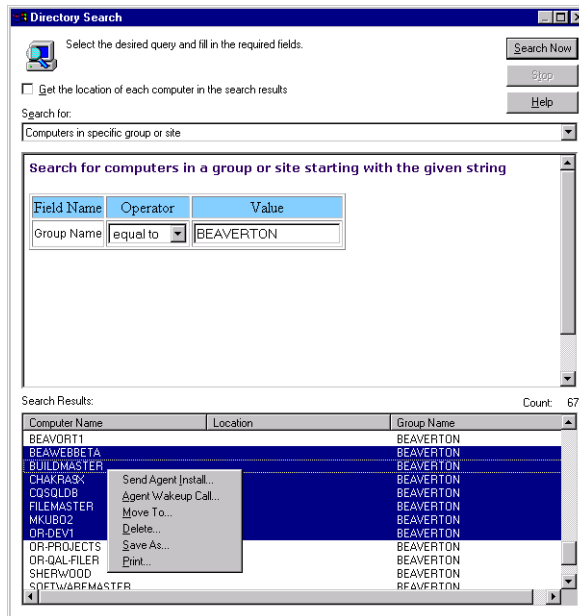 Directory Search
Select the desired query and fill in the required fields.
Search Now
Stop
Get the location of each computer in the search results
Help
Search for:
Computers in specific group or site
Search for computers in a group or site starting with the given string
Field Name Operator Value
Group Name equal to BEAVERTON
Search Results: Count: 67
Computer Name Location Group Name
BEAVORT1 BEAVERTON
BEAWEBBETA BEAVERTON
BUILDMASTER BEAVERTON
CHAKRASX BEAVERTON
CQSQLDB BEAVERTON
FILEMASTER BEAVERTON
MKUBO2 BEAVERTON
OR-DEV1 BEAVERTON
OR-PROJECTS BEAVERTON
OR-QAL-FILER BEAVERTON
SHERWOOD BEAVERTON
SOFTWAREMASTER BEAVERTON
Send Agent Install...
Agent Wakeup Call...
Move To...
Delete...
Save As...
Print...